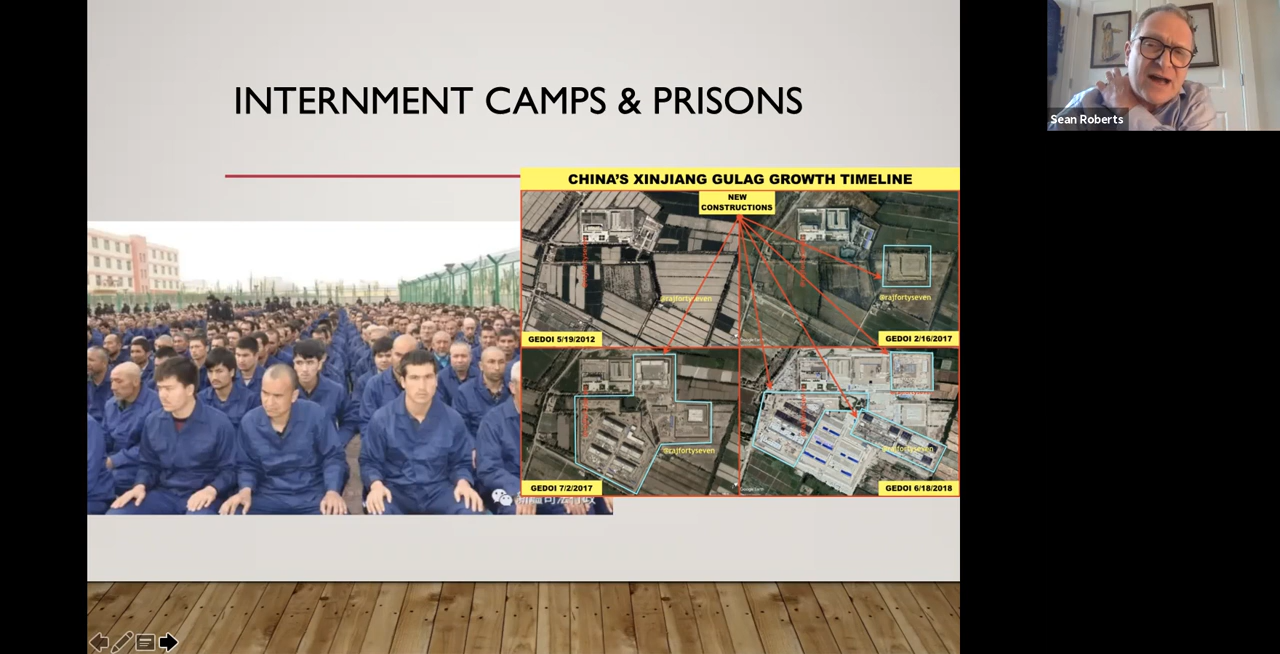 INTERNMENT CAMPS & PRISONS
Sean Roberts
CHINA'S XINJIANG GULAG GROWTH TIMELINE
NEW
CONSTRUCTIONS
@rajfortyseven
@rajfortyseven
GEDOI 5/19/2012
GEDOI 2/16/2017
@rajfortyseven
@rajfortyseven
GEDOI 7/2/2017
GEDOI 6/18/2018